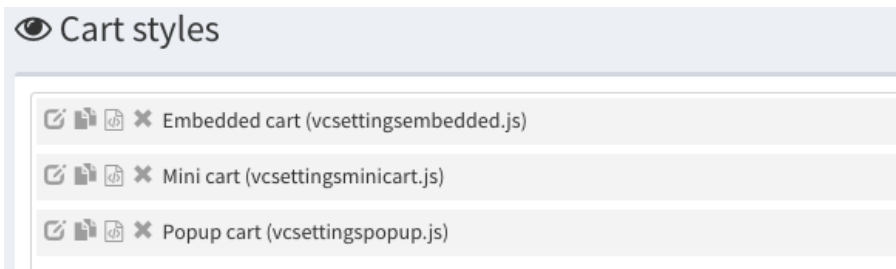 Cart styles
Embedded cart (vcsettingsembedded.js)
Mini cart (vcsettingsminicart.js)
Popup cart (vcsettingspopup.js)